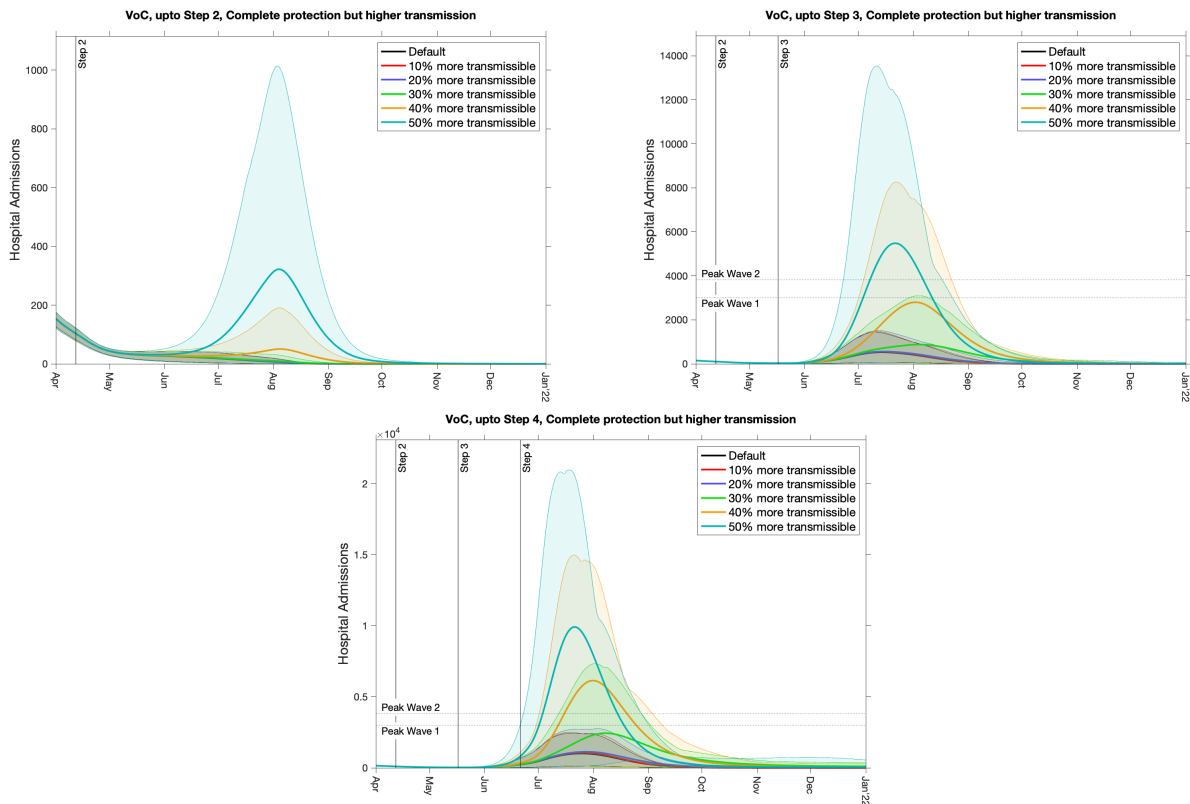 VoC, upto Step 2, Complete protection but higher transmission
Step 2
Default
10% more transmissible
20% more transmissible
30% more transmissible
40% more transmissible
50% more transmissible
Hospital Admissions
1000
800
600
400
200
0
Apr
May
Jun
Jul
Aug
Sep
Oct
Nov
Dec
Jan'22
VoC, upto Step 3, Complete protection but higher transmission
Step 2
Step 3
Default
10% more transmissible
20% more transmissible
30% more transmissible
40% more transmissible
50% more transmissible
Hospital Admissions
14000
12000
10000
8000
6000
4000
2000
0
Peak Wave 2
Peak Wave 1
Apr
May
Jun
Jul
Aug
Sep
Oct
Nov
Dec
Jan'22
VoC, upto Step 4, Complete protection but higher transmission
×10^4
Step 2
Step 3
Step 4
Default
10% more transmissible
20% more transmissible
30% more transmissible
40% more transmissible
50% more transmissible
Hospital Admissions
2
1.5
1
0.5
0
Peak Wave 2
Peak Wave 1
Apr
May
Jun
Jul
Aug
Sep
Oct
Nov
Dec
Jan'22